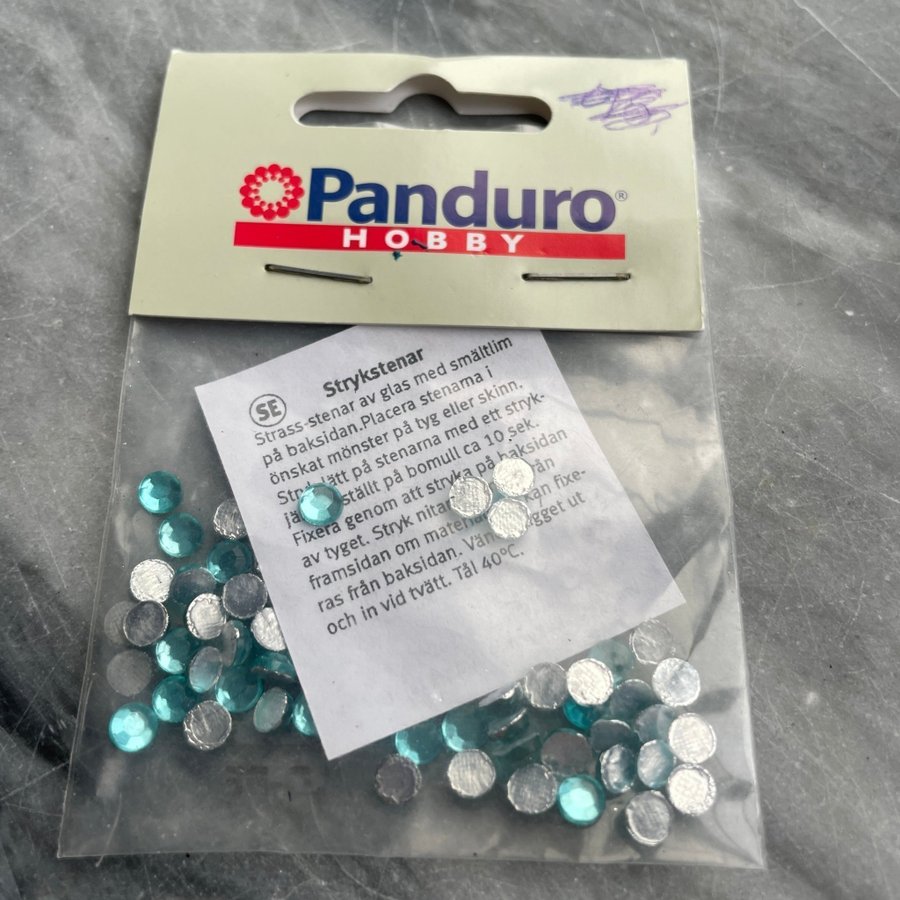 Panduro®
HOBBY
Strykstenar
SE
Strass-stenar av glas med smältlim
på baksidan.Placera stenarna i
önskat mönster på tyg eller skinn.
lätt på stenarna med ett stryk-
ställt på bomull ca 10 sek.
Fixera genom att stryka på baksidan
av tyget. Stryk från
framsidan om kan fixe-
ras från baksidan. ut
och in vid tvätt. Tål 40°C.